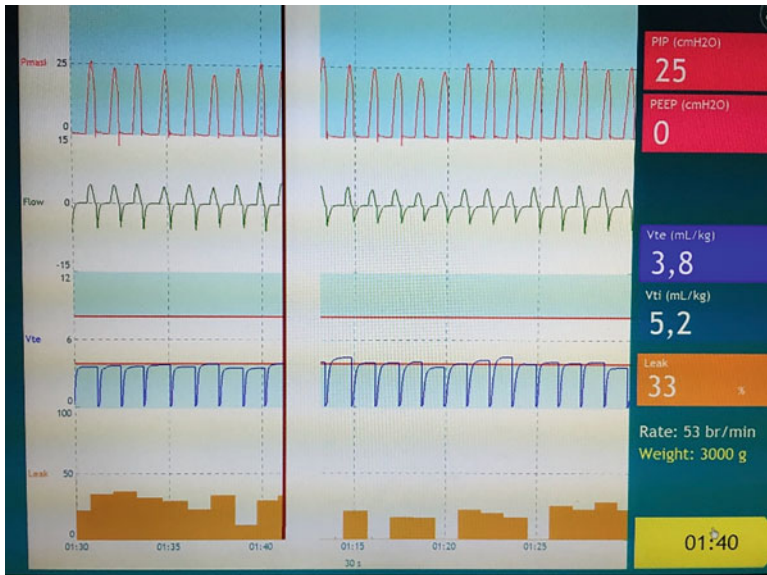 Pmask
25
0
15
Flow
0
-15
12
Vte
6
0
100
Leak
50
0
01:30
01:35
01:40
01:15
01:20
01:25
30 s
PIP (cmH2O)
25
PEEP (cmH2O)
0
Vte (mL/kg)
3,8
Vti (mL/kg)
5,2
Leak
33 %
Rate: 53 br/min
Weight: 3000 g
01:40